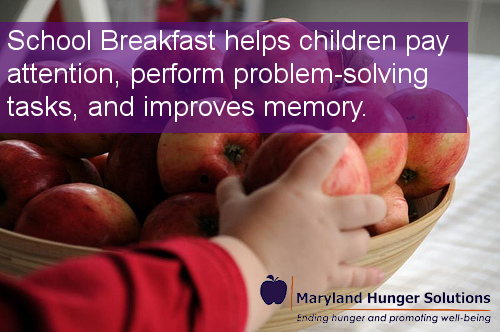 School Breakfast helps children pay
attention, perform problem-solving
tasks, and improves memory.
Maryland Hunger Solutions
Ending hunger and promoting well-being